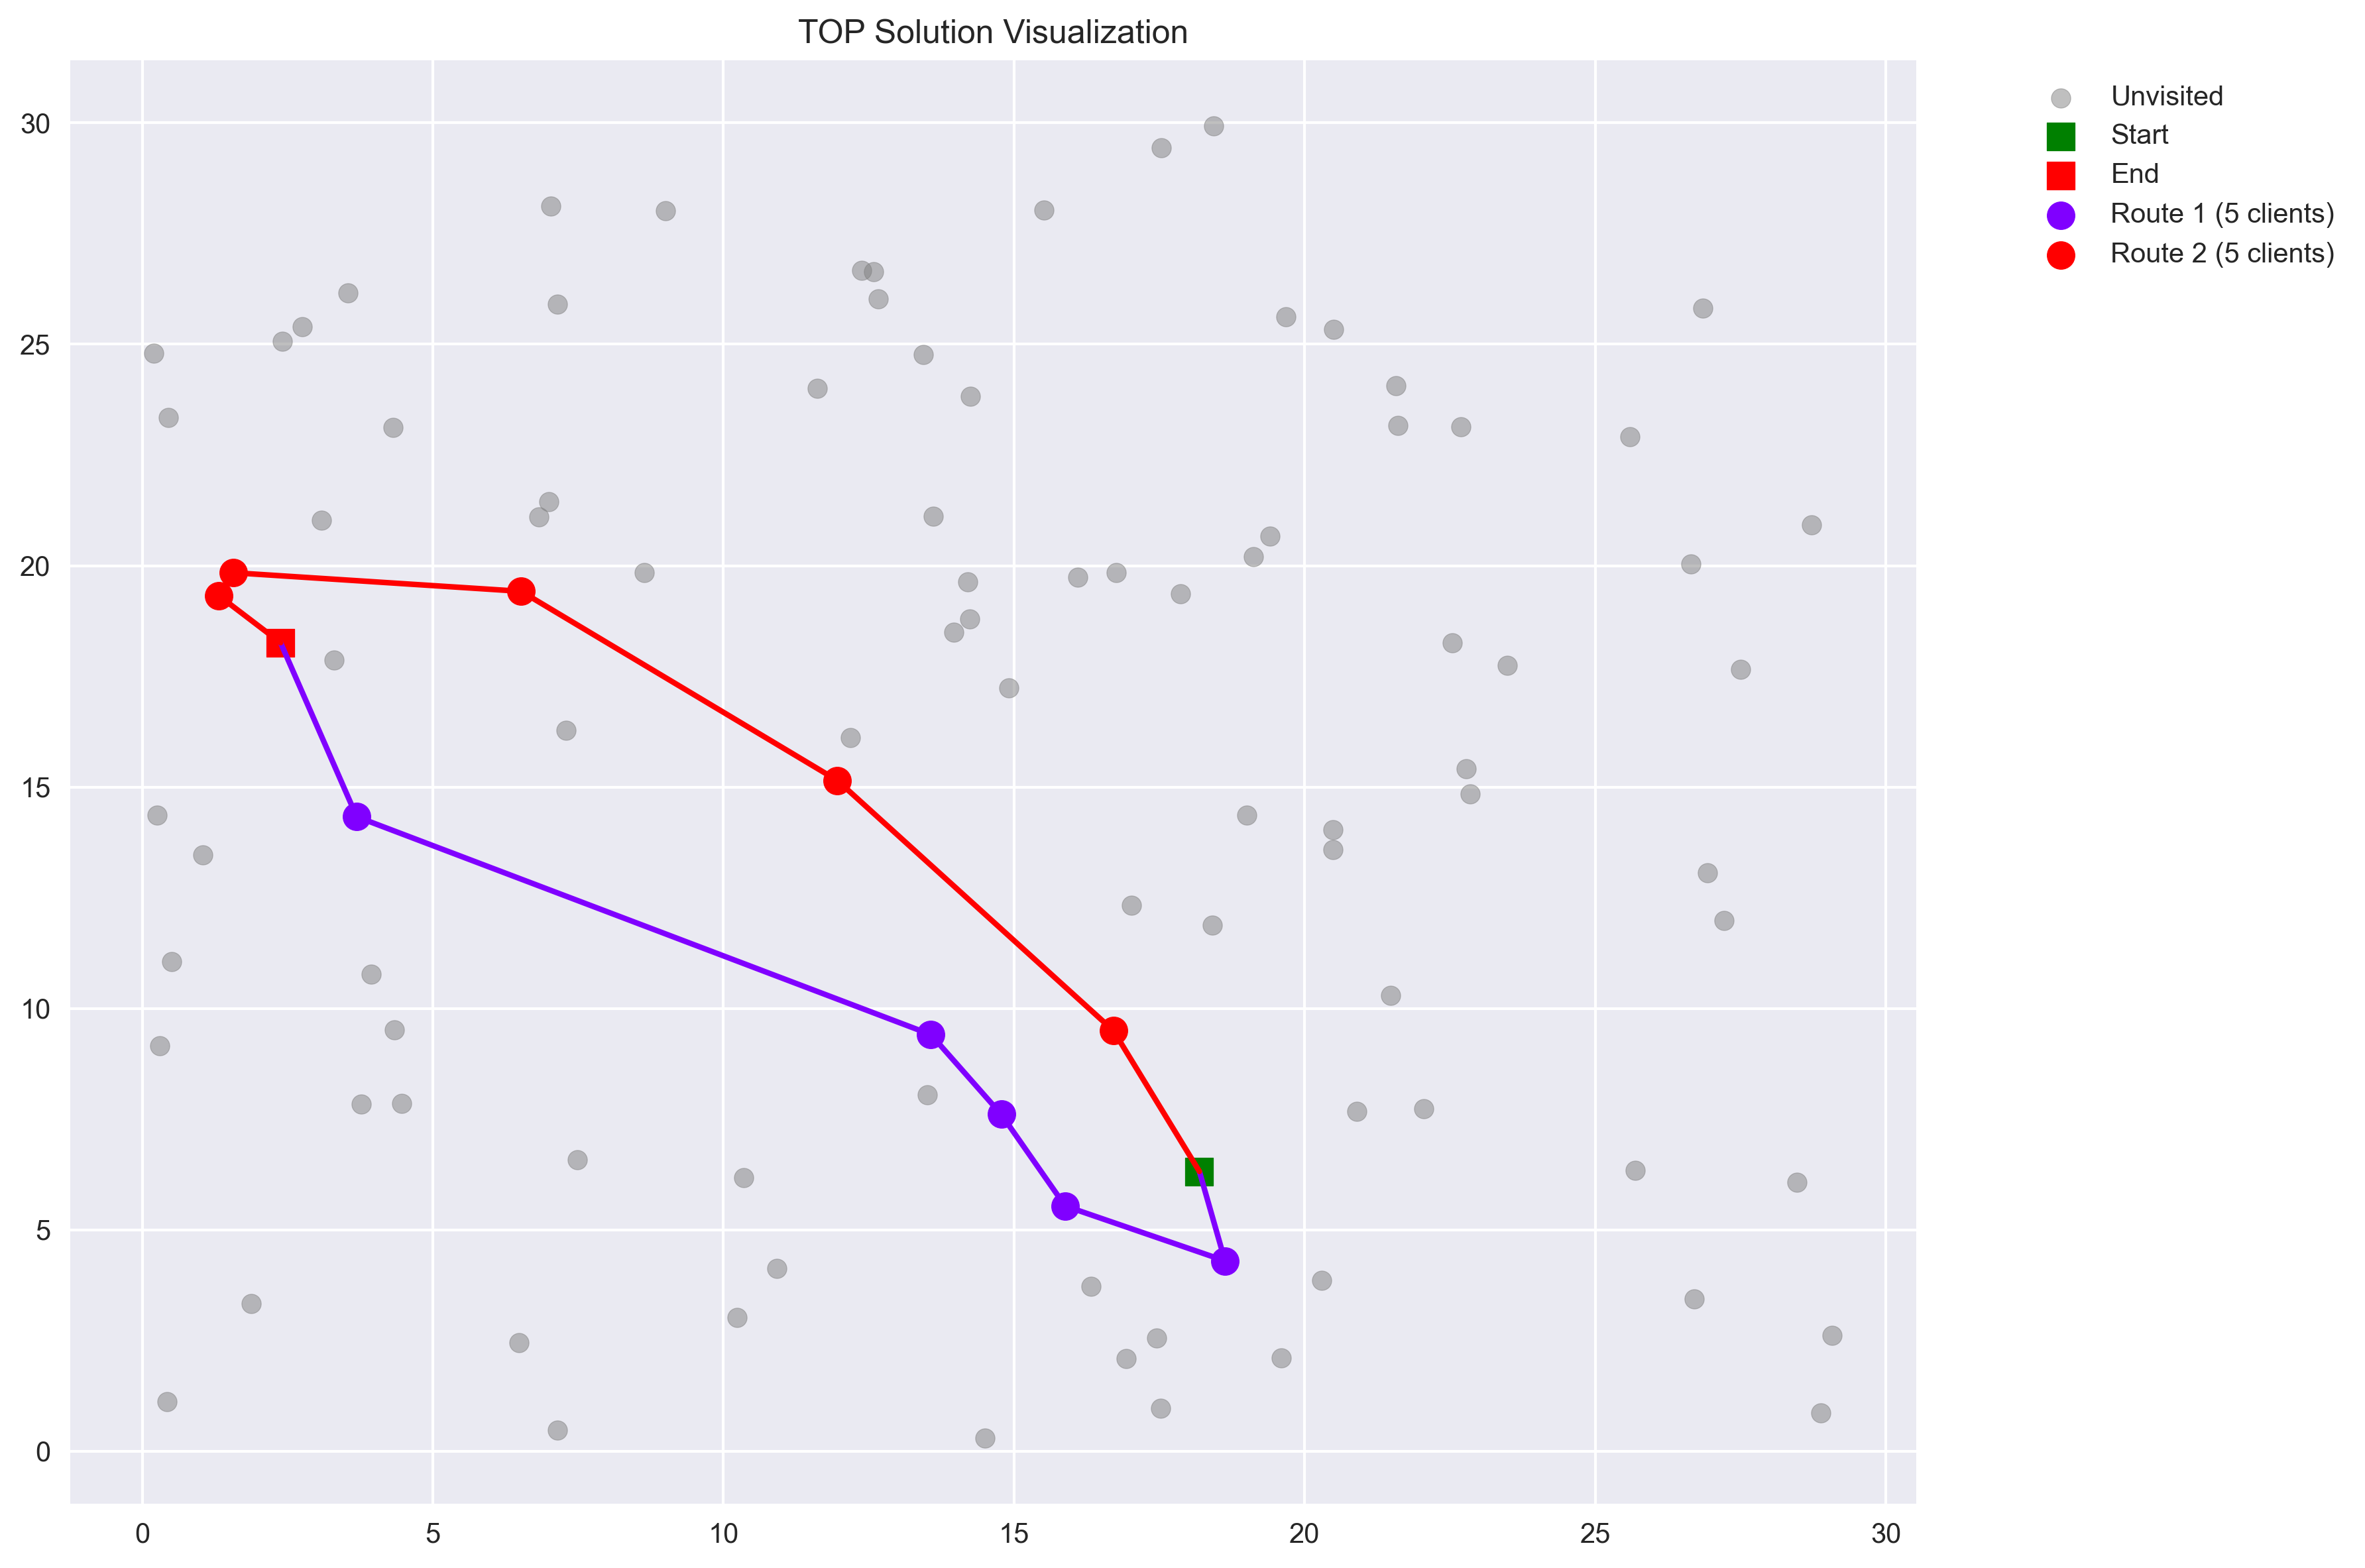 TOP Solution Visualization
30
25
20
15
10
5
0
0 5 10 15 20 25 30
Unvisited
Start
End
Route 1 (5 clients)
Route 2 (5 clients)